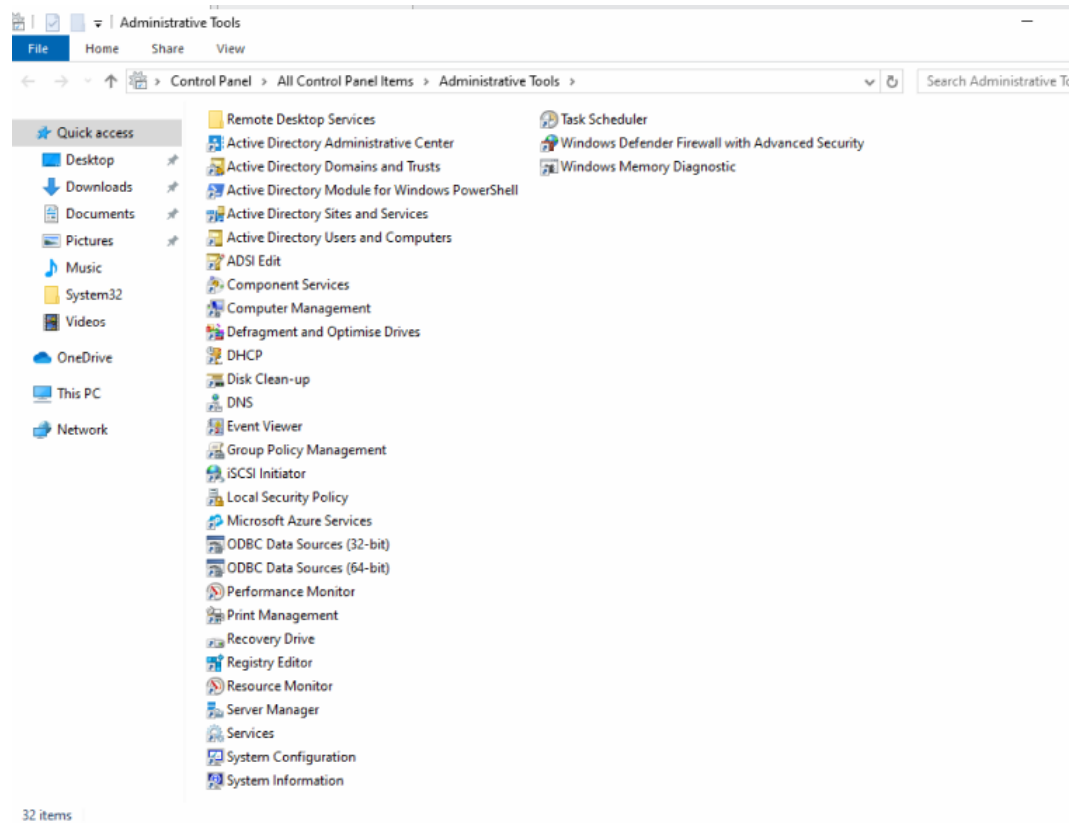 Administrative Tools
File Home Share View
Control Panel > All Control Panel Items > Administrative Tools >
Search Administrative
Quick access
Desktop
Downloads
Documents
Pictures
Music
System32
Videos
OneDrive
This PC
Network
Remote Desktop Services
Active Directory Administrative Center
Active Directory Domains and Trusts
Active Directory Module for Windows PowerShell
Active Directory Sites and Services
Active Directory Users and Computers
ADSI Edit
Component Services
Computer Management
Defragment and Optimise Drives
DHCP
Disk Clean-up
DNS
Event Viewer
Group Policy Management
iSCSI Initiator
Local Security Policy
Microsoft Azure Services
ODBC Data Sources (32-bit)
ODBC Data Sources (64-bit)
Performance Monitor
Print Management
Recovery Drive
Registry Editor
Resource Monitor
Server Manager
Services
System Configuration
System Information
Task Scheduler
Windows Defender Firewall with Advanced Security
Windows Memory Diagnostic
32 items